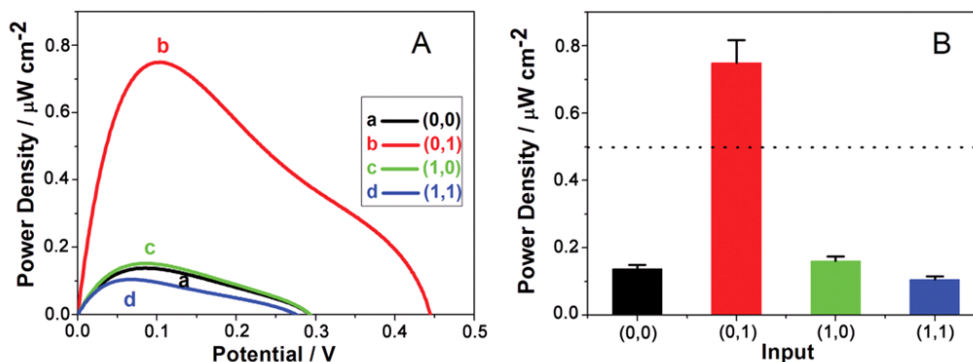 A
Power Density / μW cm-2
0.8
0.6
0.4
0.2
0.0
b
c
a
d
a (0,0)
b (0,1)
c (1,0)
d (1,1)
0.0 0.1 0.2 0.3 0.4 0.5
Potential / V
B
Power Density / μW cm-2
0.8
0.6
0.4
0.2
0.0
(0,0) (0,1) (1,0) (1,1)
Input